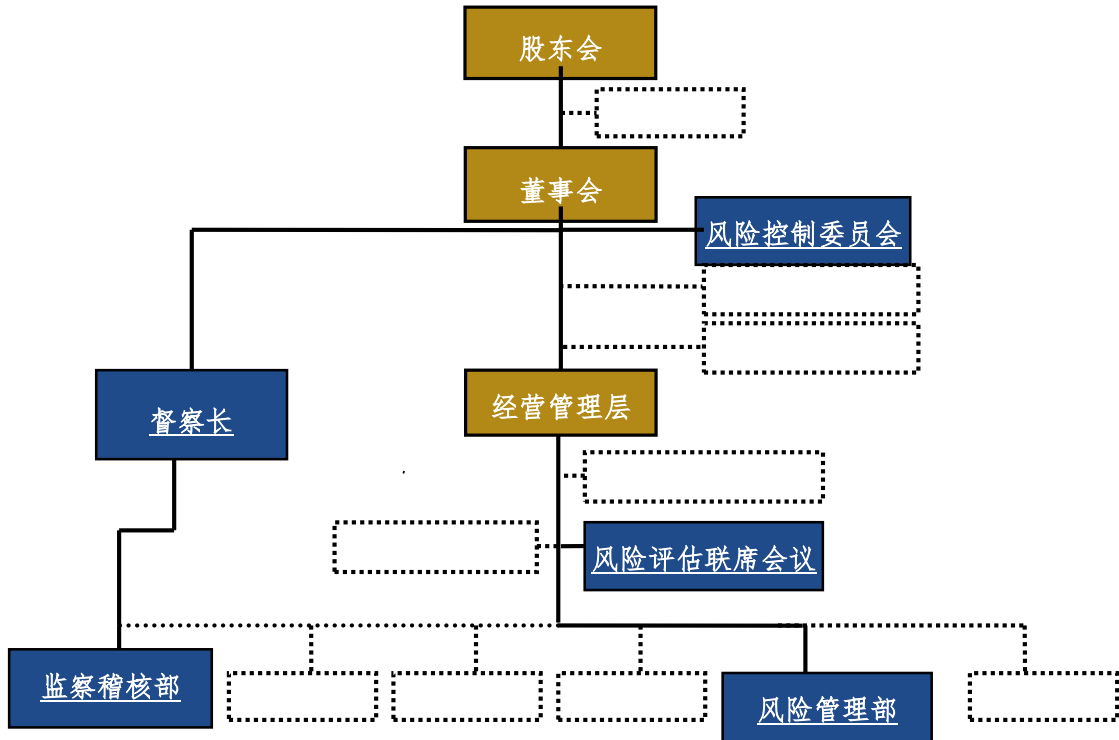 股东会
董事会
风险控制委员会
督察长
经营管理层
风险评估联席会议
监察稽核部
风险管理部